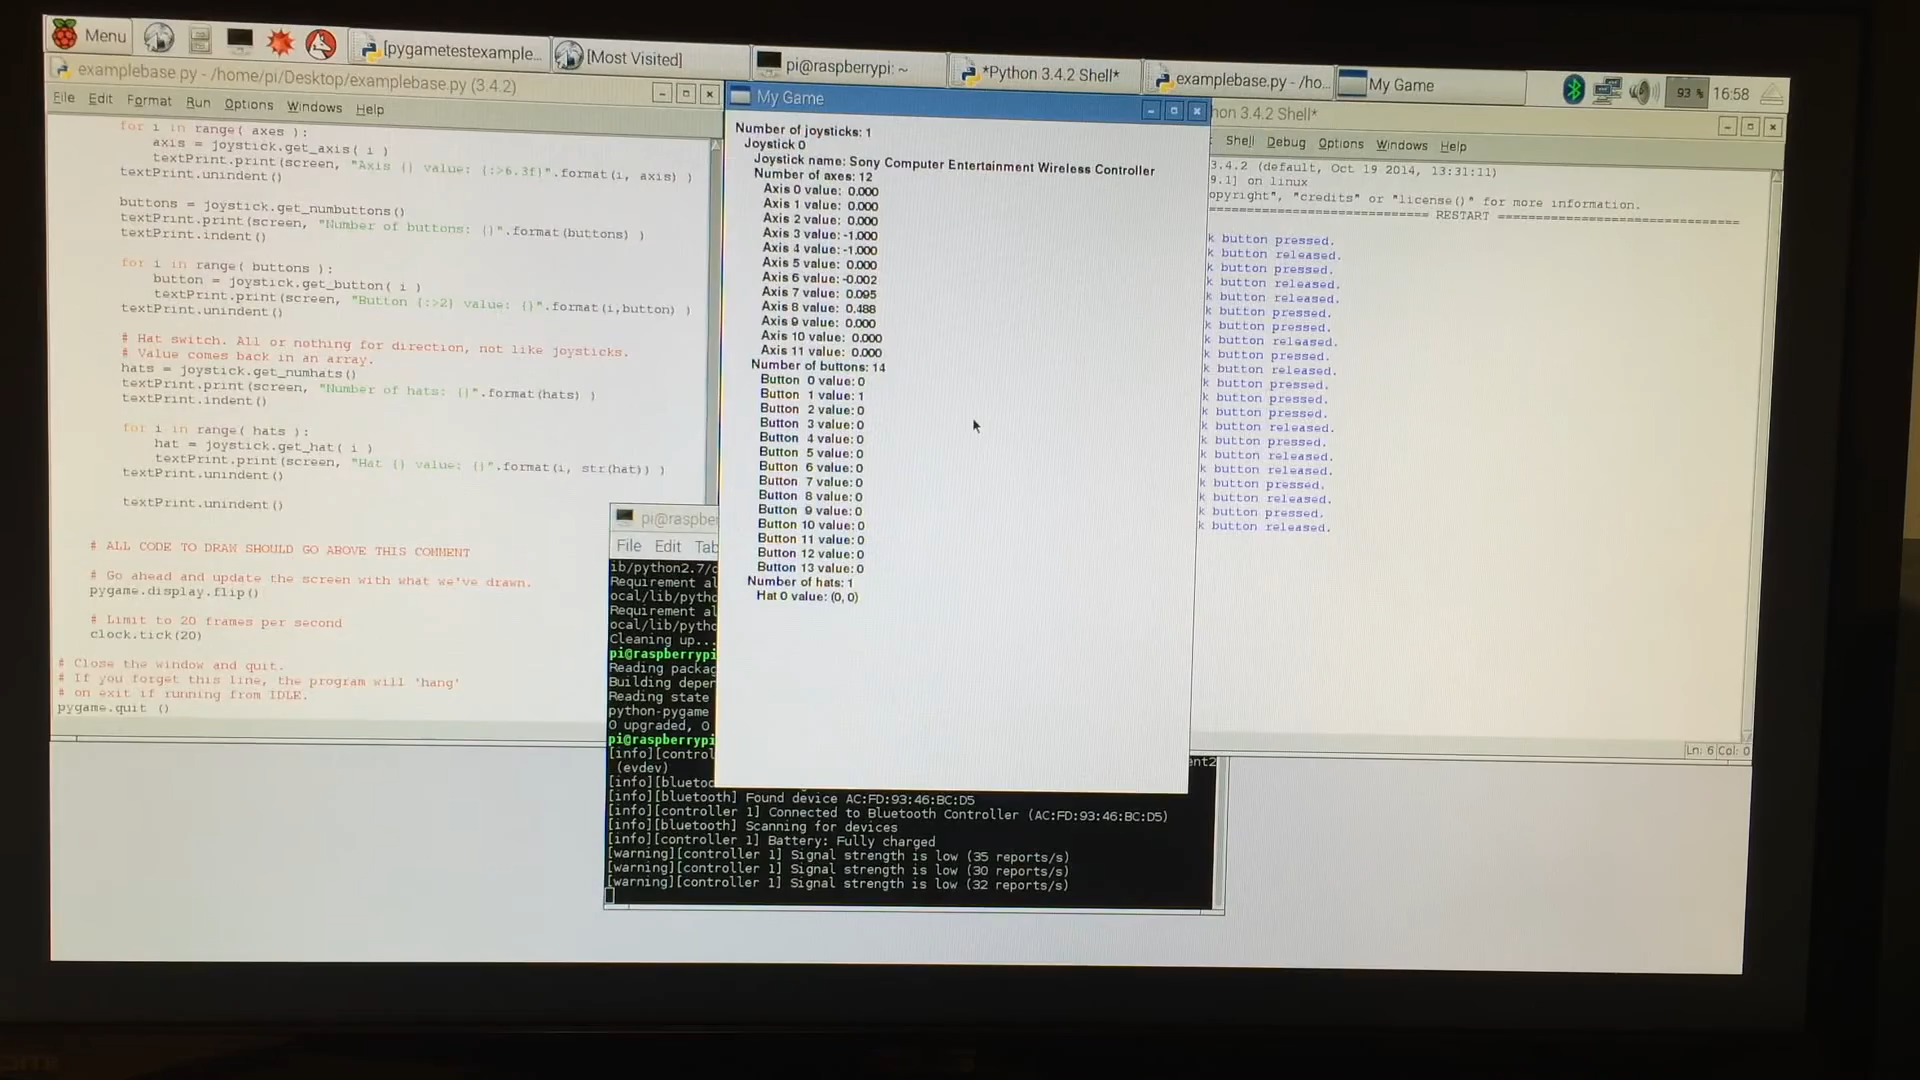 Menu
[pygametestexample...
[Most Visited]
pi@raspberrypi: ~
*Python 3.4.2 Shell*
examplebase.py - /ho...
My Game
93 %
16:58
examplebase.py - /home/pi/Desktop/examplebase.py (3.4.2)
File Edit Format Run Options Windows Help
for i in range( axes ):
axis = joystick.get_axis( i )
textPrint.print(screen, "Axis {} value: {:>6.3f}".format(i, axis) )
textPrint.unindent()
buttons = joystick.get_numbuttons()
textPrint.print(screen, "Number of buttons: {}".format(buttons) )
textPrint.indent()
for i in range( buttons ):
button = joystick.get_button( i )
textPrint.print(screen, "Button {:>2} value: {}".format(i,button) )
textPrint.unindent()
# Hat switch. All or nothing for direction, not like joysticks.
# Value comes back in an array.
hats = joystick.get_numhats()
textPrint.print(screen, "Number of hats: {}".format(hats) )
textPrint.indent()
for i in range( hats ):
hat = joystick.get_hat( i )
textPrint.print(screen, "Hat {} value: {}".format(i, str(hat)) )
textPrint.unindent()
textPrint.unindent()
# ALL CODE TO DRAW SHOULD GO ABOVE THIS COMMENT
# Go ahead and update the screen with what we've drawn.
pygame.display.flip()
# Limit to 20 frames per second
clock.tick(20)
# Close the window and quit.
# If you forget this line, the program will 'hang'
# on exit if running from IDLE.
pygame.quit ()
My Game
Number of joysticks: 1
Joystick 0
Joystick name: Sony Computer Entertainment Wireless Controller
Number of axes: 12
Axis 0 value: 0.000
Axis 1 value: 0.000
Axis 2 value: 0.000
Axis 3 value: -1.000
Axis 4 value: -1.000
Axis 5 value: 0.000
Axis 6 value: -0.002
Axis 7 value: 0.095
Axis 8 value: 0.488
Axis 9 value: 0.000
Axis 10 value: 0.000
Axis 11 value: 0.000
Number of buttons: 14
Button 0 value: 0
Button 1 value: 1
Button 2 value: 0
Button 3 value: 0
Button 4 value: 0
Button 5 value: 0
Button 6 value: 0
Button 7 value: 0
Button 8 value: 0
Button 9 value: 0
Button 10 value: 0
Button 11 value: 0
Button 12 value: 0
Button 13 value: 0
Number of hats: 1
Hat 0 value: (0, 0)
hon 3.4.2 Shell*
Shell Debug Options Windows Help
3.4.2 (default, Oct 19 2014, 13:31:11)
9.1] on linux
opyright", "credits" or "license()" for more information.
============================ RESTART ================================
k button pressed.
k button released.
k button pressed.
k button released.
k button released.
k button pressed.
k button pressed.
k button released.
k button pressed.
k button released.
k button pressed.
k button pressed.
k button pressed.
k button released.
k button pressed.
k button released.
k button released.
k button pressed.
k button released.
k button pressed.
k button released.
Ln: 6 Col: 0
pi@raspber
File Edit Tab
ib/python2.7/
Requirement al
ocal/lib/pyth
Requirement al
ocal/lib/pyth
Cleaning up...
pi@raspberrypi
Reading packag
Building deper
Reading state
python-pygame
0 upgraded, 0
pi@raspberrypi
[info][control
ent2
(evdev)
[info][bluetoo
[info][bluetooth] Found device AC:FD:93:46:BC:D5
[info][controller 1] Connected to Bluetooth Controller (AC:FD:93:46:BC:D5)
[info][bluetooth] Scanning for devices
[info][controller 1] Battery: Fully charged
[warning][controller 1] Signal strength is low (35 reports/s)
[warning][controller 1] Signal strength is low (30 reports/s)
[warning][controller 1] Signal strength is low (32 reports/s)